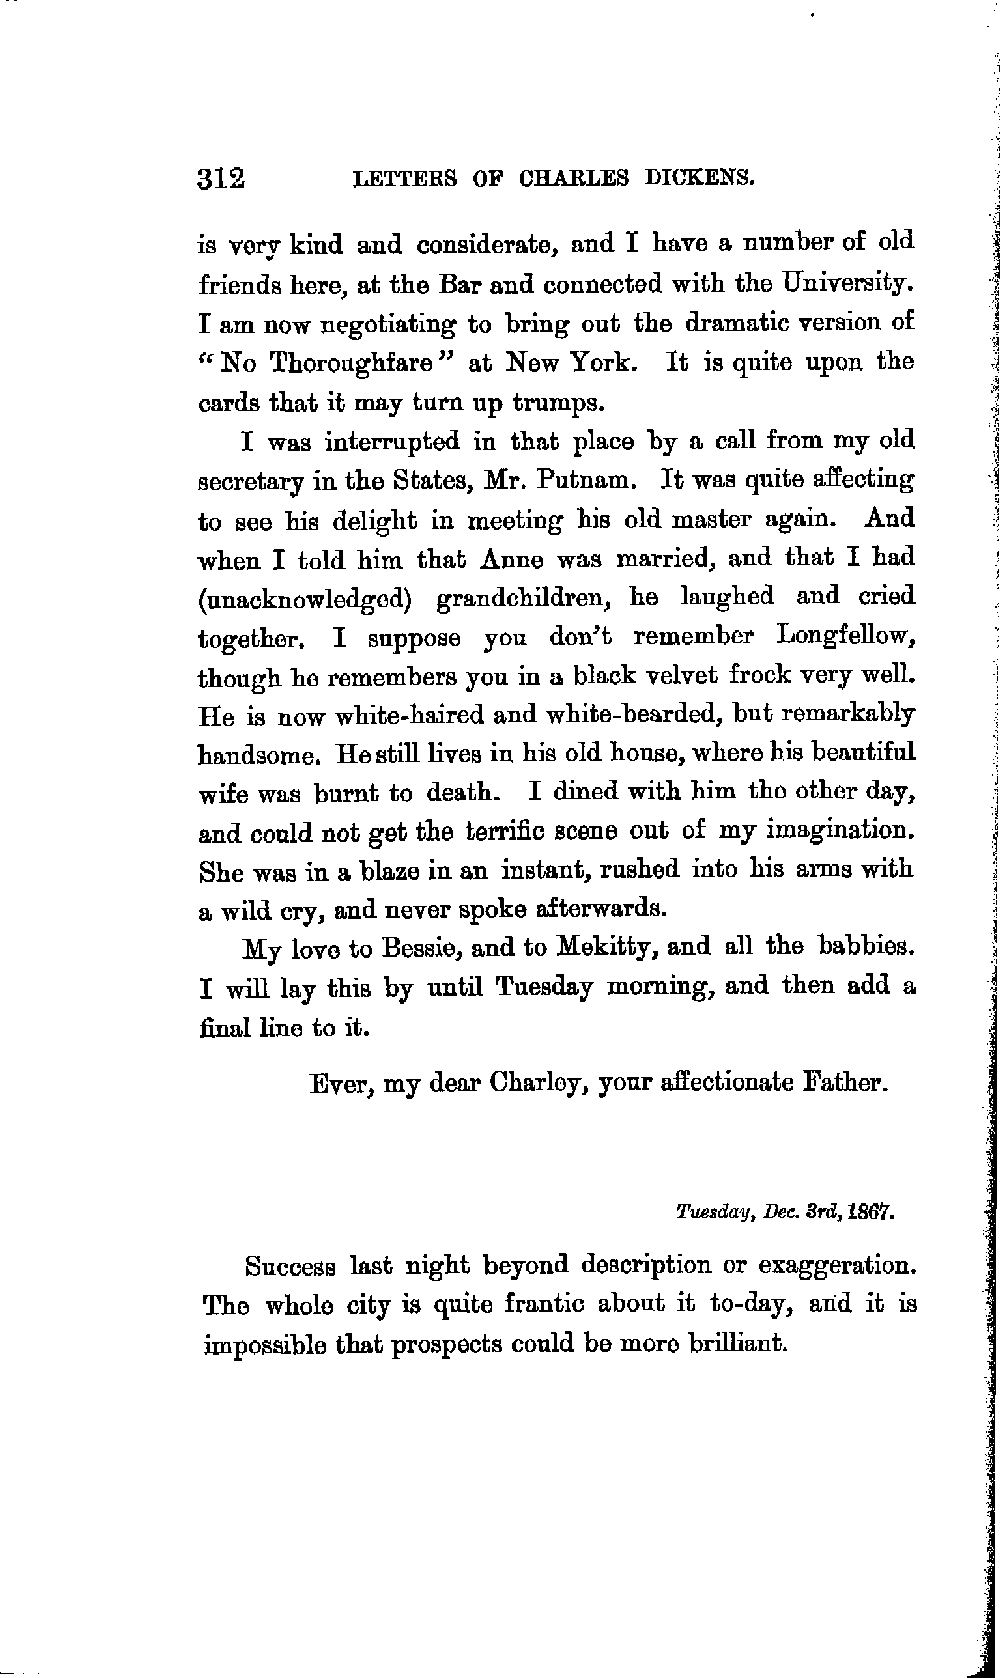 312 LETTERS OF CHARLES DICKENS.
is very kind and considerate, and I have a number of old
friends here, at the Bar and connected with the University.
I am now negotiating to bring out the dramatic version of
“No Thoroughfare” at New York. It is quite upon the
cards that it may turn up trumps.
I was interrupted in that place by a call from my old
secretary in the States, Mr. Putnam. It was quite affecting
to see his delight in meeting his old master again. And
when I told him that Anne was married, and that I had
(unacknowledged) grandchildren, he laughed and cried
together. I suppose you don’t remember Longfellow,
though he remembers you in a black velvet frock very well.
He is now white-haired and white-bearded, but remarkably
handsome. He still lives in his old house, where his beautiful
wife was burnt to death. I dined with him the other day,
and could not get the terrific scene out of my imagination.
She was in a blaze in an instant, rushed into his arms with
a wild cry, and never spoke afterwards.
My love to Bessie, and to Mekitty, and all the babbies.
I will lay this by until Tuesday morning, and then add a
final line to it.
Ever, my dear Charley, your affectionate Father.
Tuesday, Dec. 3rd, 1867.
Success last night beyond description or exaggeration.
The whole city is quite frantic about it to-day, and it is
impossible that prospects could be more brilliant.